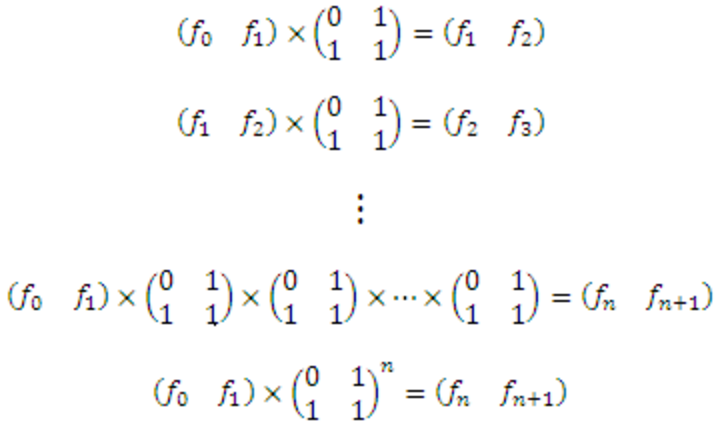 (f₀ f₁) × (0 1 1 1) = (f₁ f₂)
(f₁ f₂) × (0 1 1 1) = (f₂ f₃)
⋮
(f₀ f₁) × (0 1 1 1) × (0 1 1 1) × ⋯ × (0 1 1 1) = (fₙ fₙ₊₁)
(f₀ f₁) × (0 1 1 1)ⁿ = (fₙ fₙ₊₁)